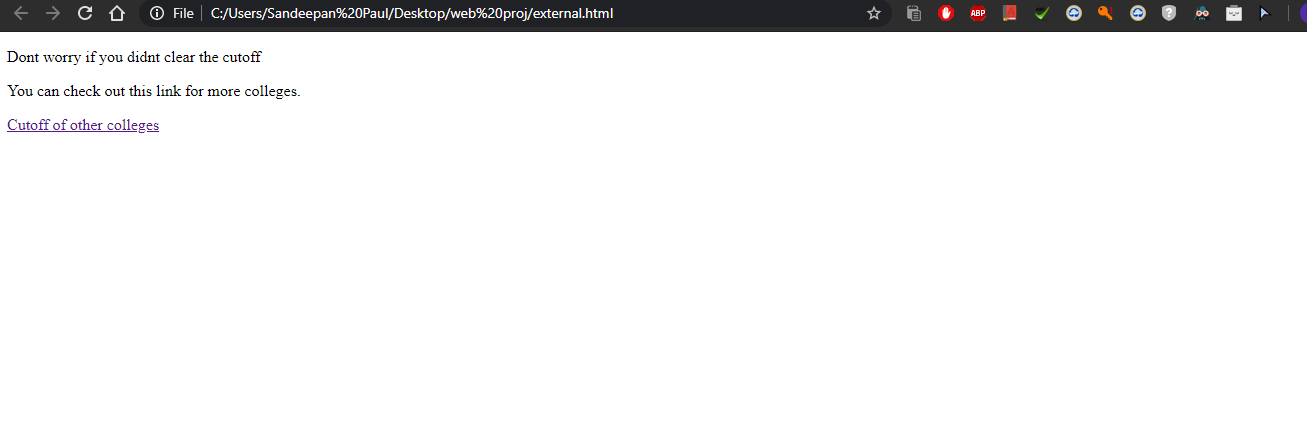 File C:/Users/Sandeepan%20Paul/Desktop/web%20proj/external.html
ABP
Dont worry if you didnt clear the cutoff
You can check out this link for more colleges.
Cutoff of other colleges